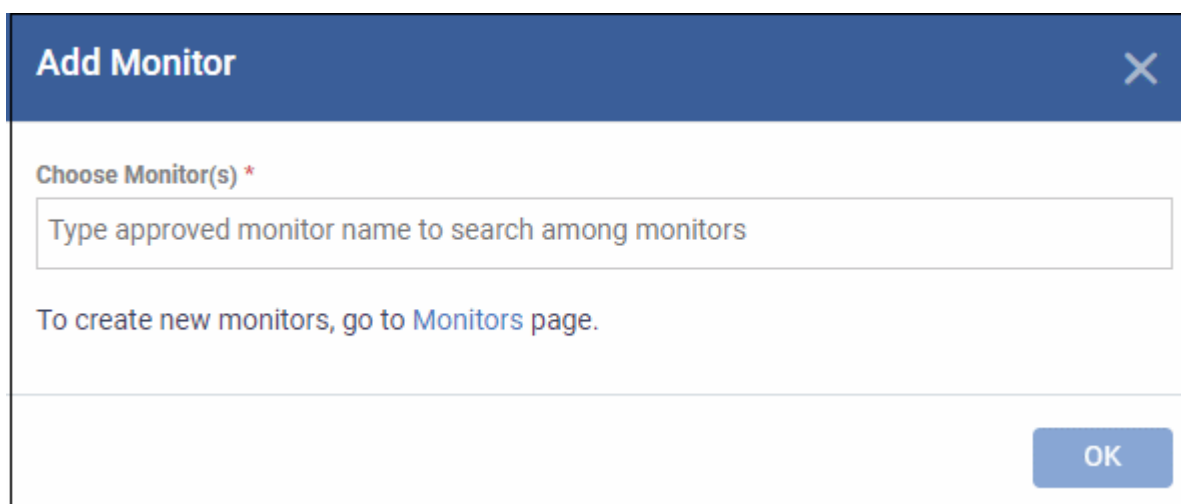 Add Monitor
Choose Monitor(s) *
Type approved monitor name to search among monitors
To create new monitors, go to Monitors page.
OK